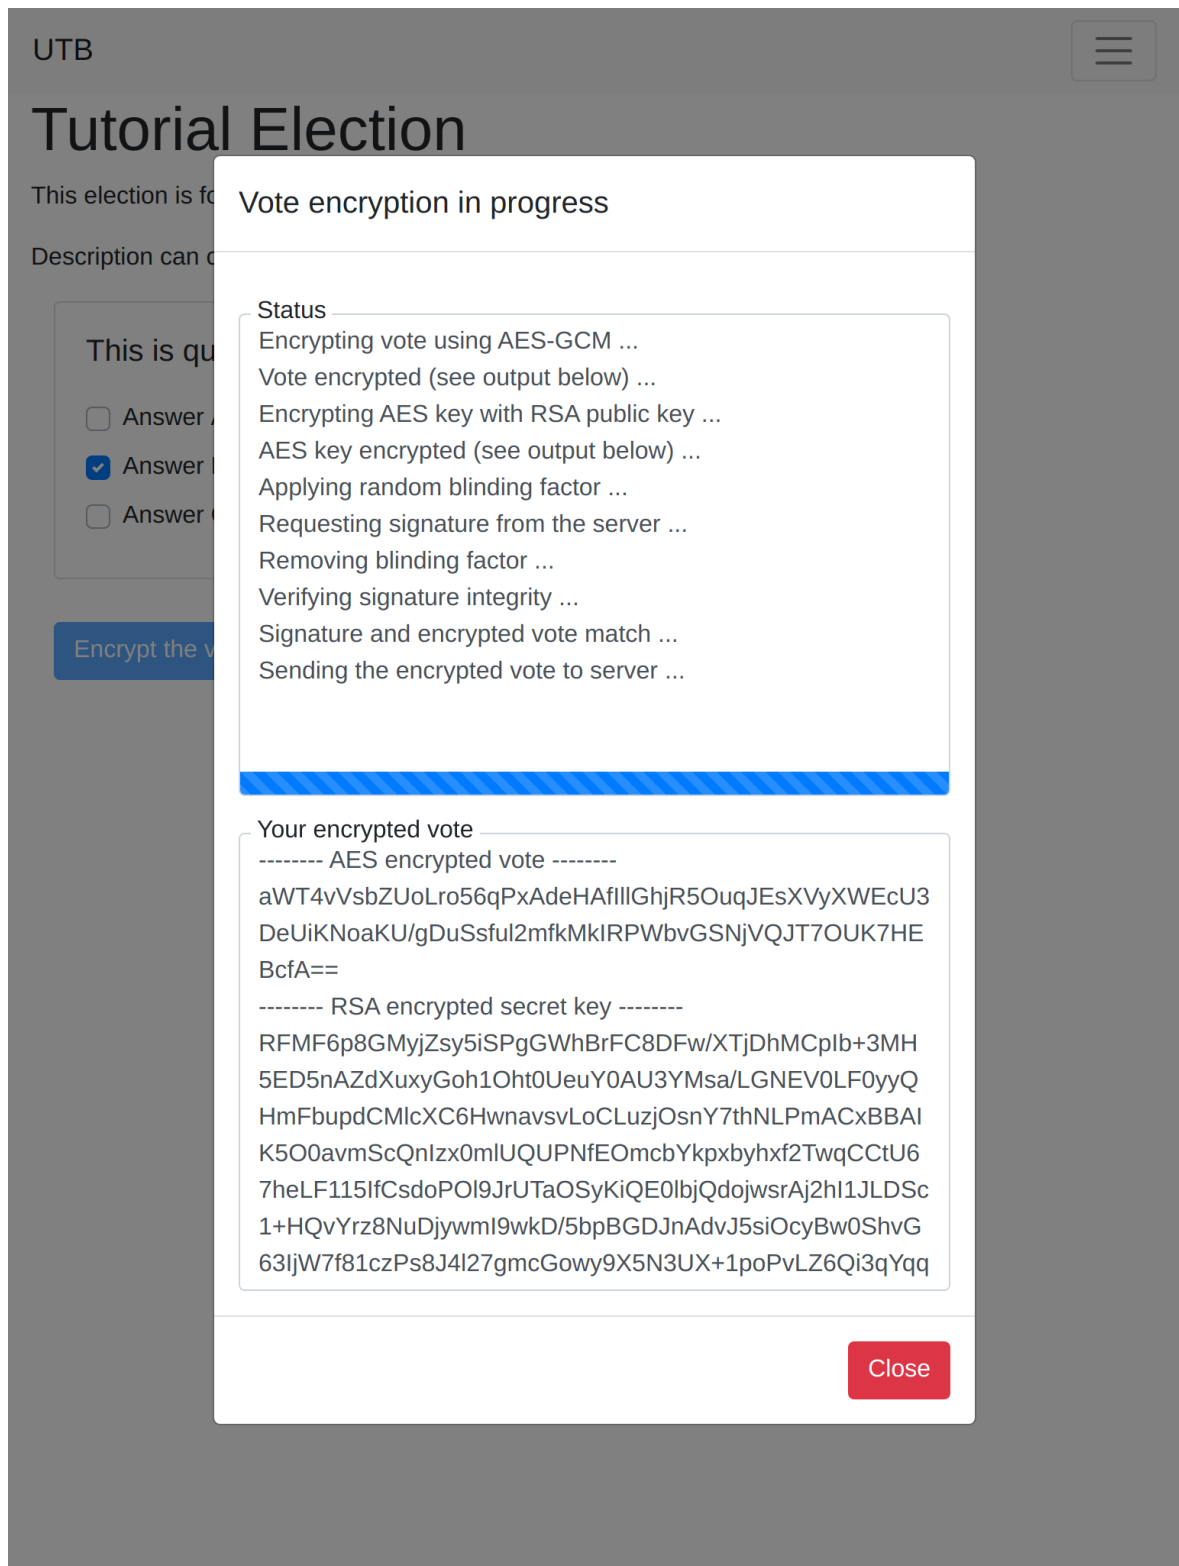 UTB
Tutorial Election
This election is
Description can
This is
Answer
Answer
Answer
Encrypt the
Vote encryption in progress
Status
Encrypting vote using AES-GCM ...
Vote encrypted (see output below) ...
Encrypting AES key with RSA public key ...
AES key encrypted (see output below) ...
Applying random blinding factor ...
Requesting signature from the server ...
Removing blinding factor ...
Verifying signature integrity ...
Signature and encrypted vote match ...
Sending the encrypted vote to server ...
Your encrypted vote
-------- AES encrypted vote --------
aWT4vVsbZUoLro56qPxAdeHAfIllGhjR5OuqJEsXVyXWEcU3
DeUiKNoaKU/gDuSsful2mfkMkIRPWbvGSNjVQJT7OUK7HE
BcfA==
-------- RSA encrypted secret key --------
RFMF6p8GMyjZsy5iSPgGWhBrFC8DFw/XTjDhMCpIb+3MH
5ED5nAZdXuxyGoh1Oht0UeuY0AU3YMsa/LGNEV0LF0yyQ
HmFbupdCMlcXC6HwnavsvLoCLuzjOsnY7thNLPmACxBBAI
K5O0avmScQnIzx0mlUQUPNfEOmcbYkpxbyhxf2TwqCCtU6
7heLF115IfCsdoPOl9JrUTaOSyKiQE0lbjQdojwsrAj2hI1JLDSc
1+HQvYrz8NuDjywmI9wkD/5bpBGDJnAdvJ5siOcyBw0ShvG
63IjW7f81czPs8J4l27gmcGowy9X5N3UX+1poPvLZ6Qi3qYqq
Close